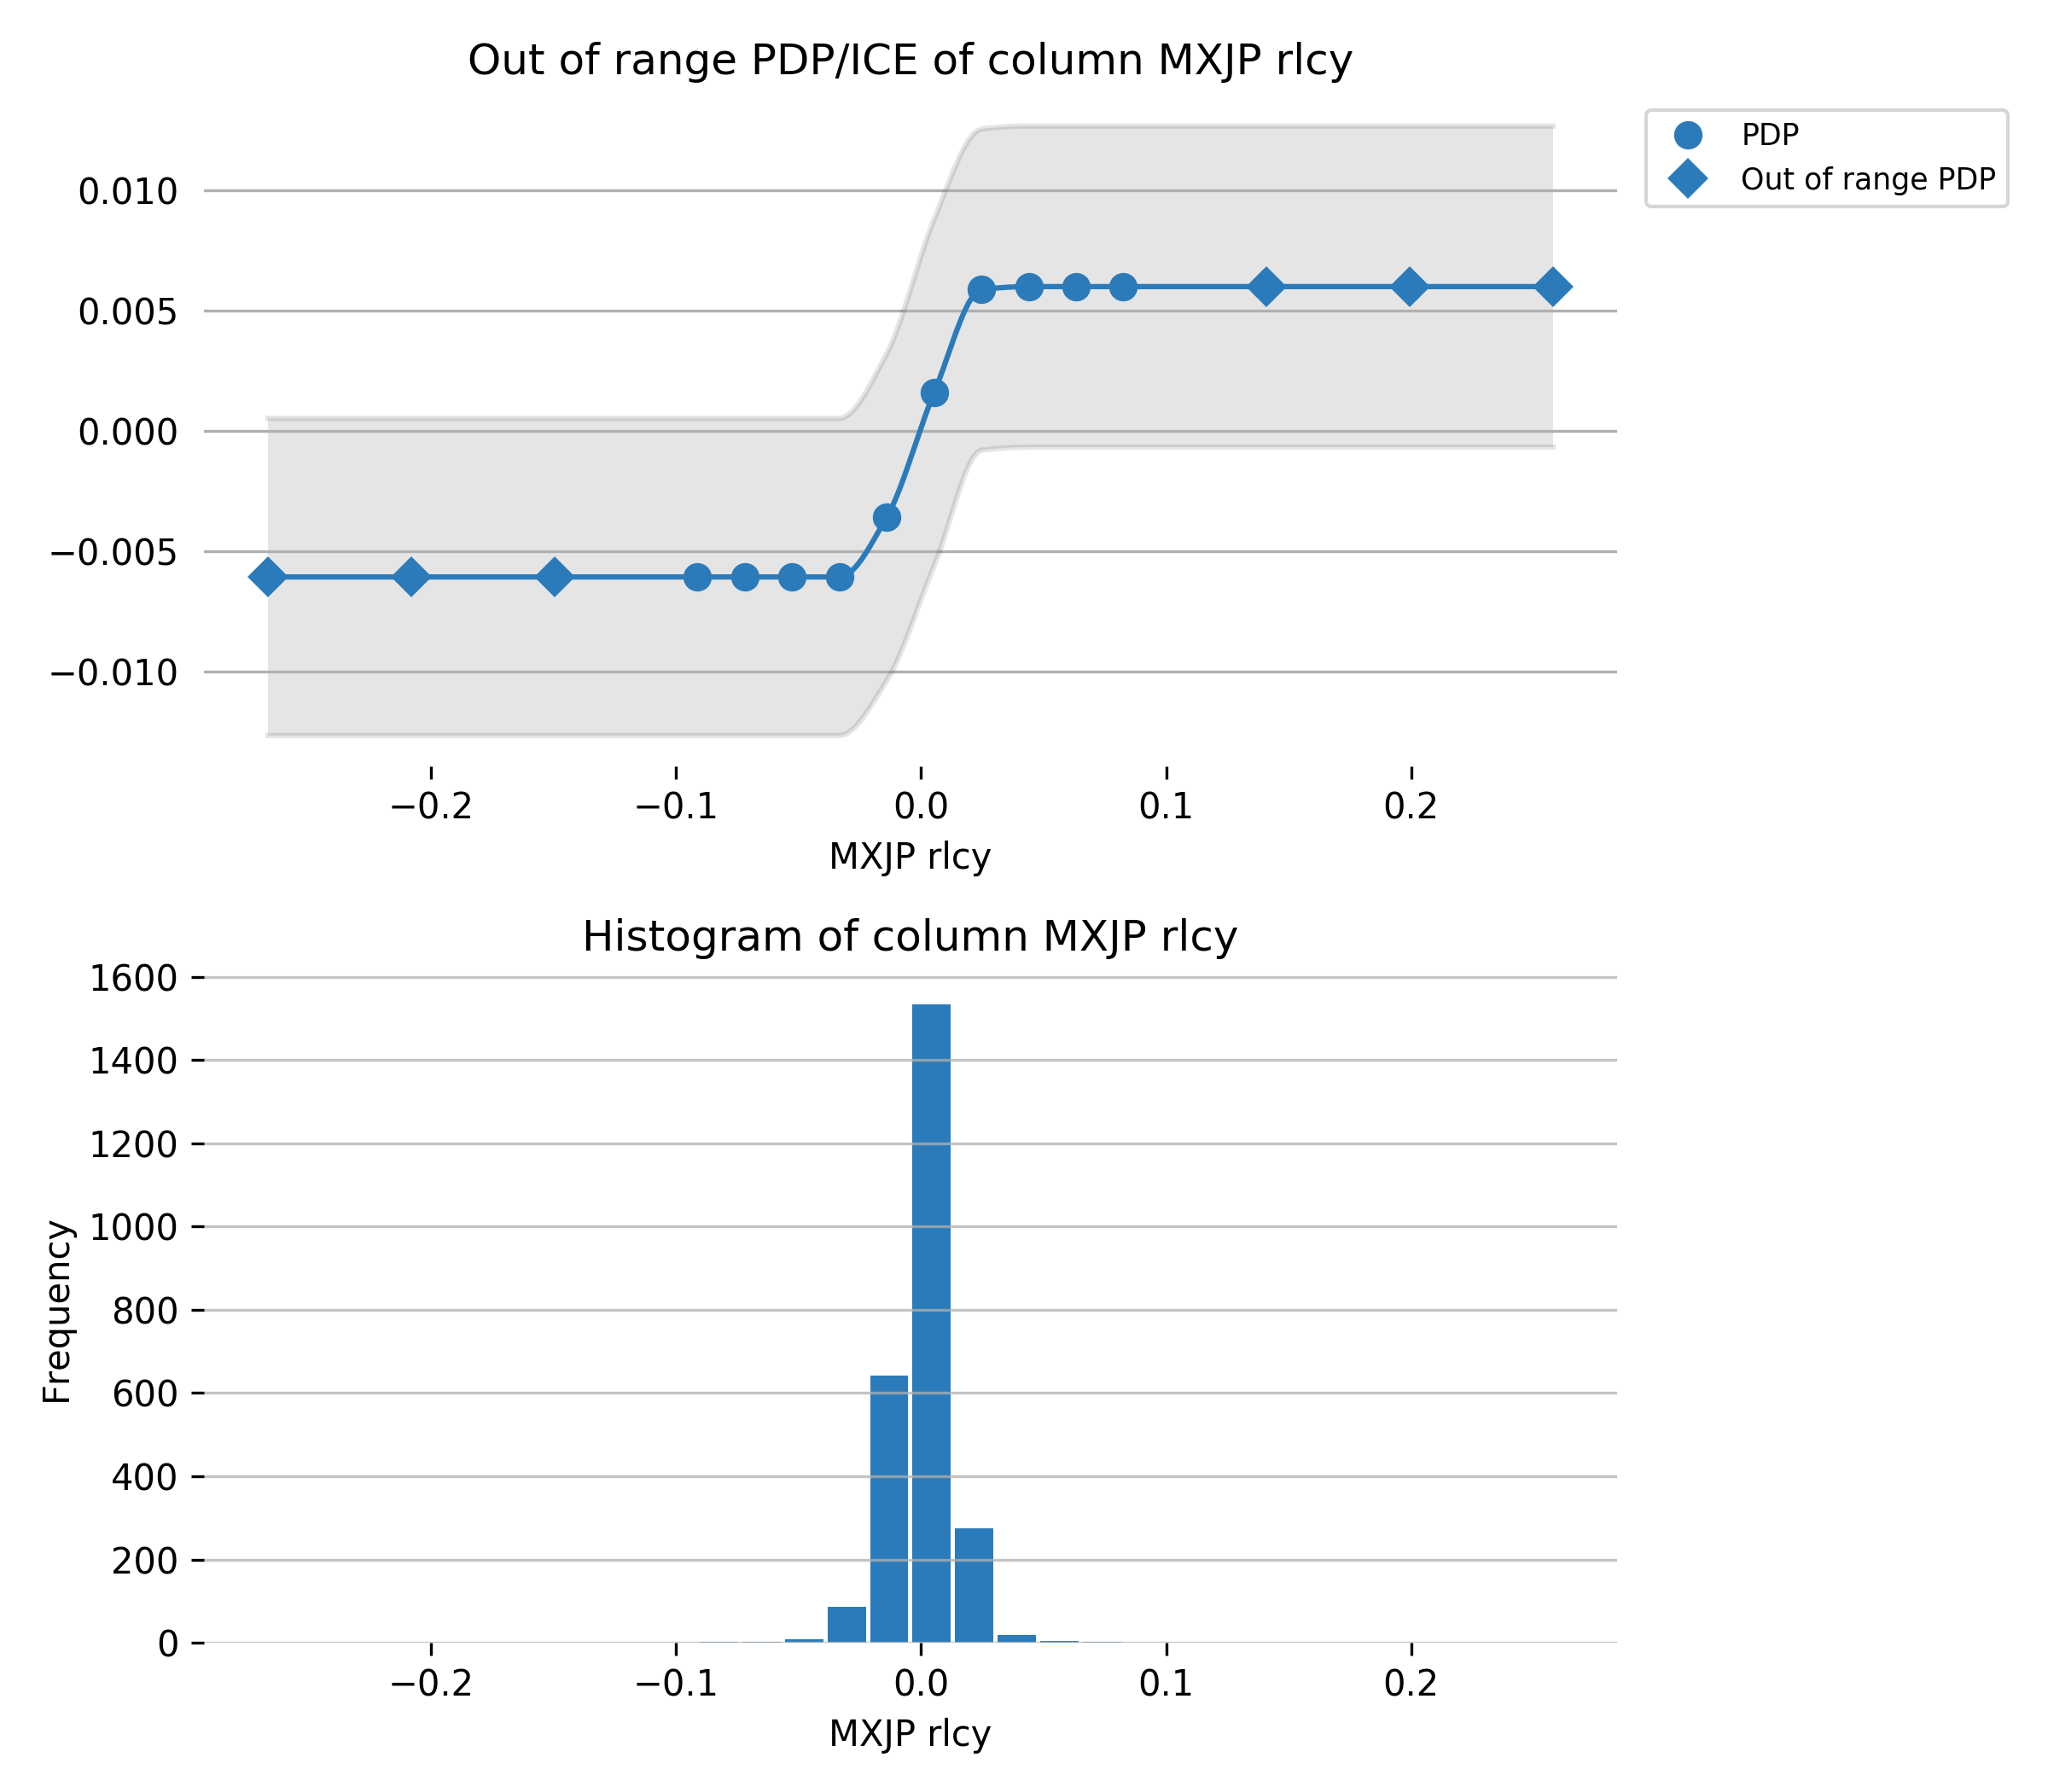 Out of range PDP/ICE of column MXJP rlcy
PDP
Out of range PDP
0.010
0.005
0.000
−0.005
−0.010
−0.2 −0.1 0.0 0.1 0.2
MXJP rlcy
Histogram of column MXJP rlcy
1600
1400
1200
1000
800
600
400
200
0
Frequency
−0.2 −0.1 0.0 0.1 0.2
MXJP rlcy